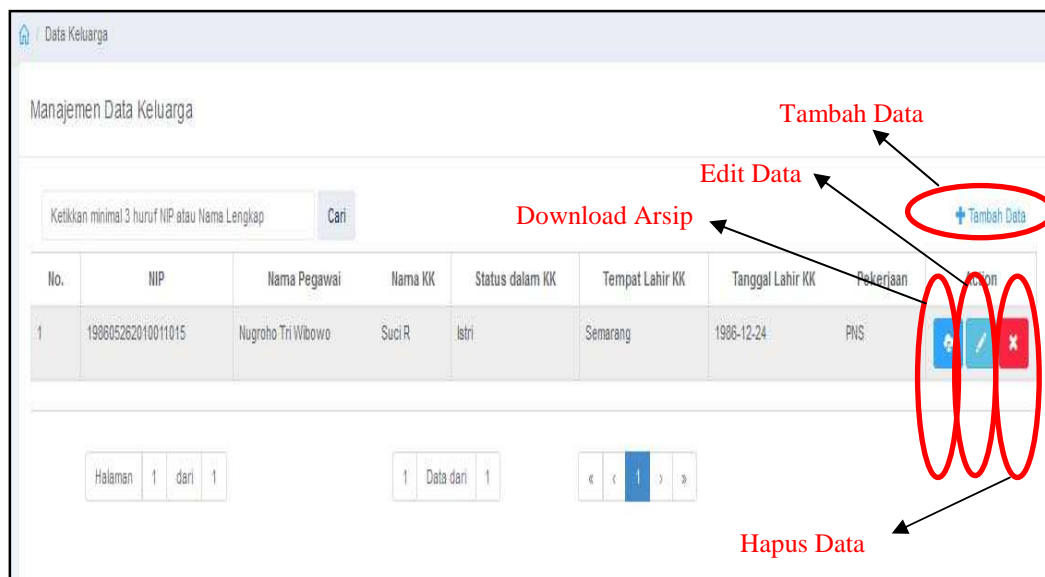 / Data Keluarga
Manajemen Data Keluarga
Tambah Data
Edit Data
Download Arsip
Ketikkan minimal 3 huruf NIP atau Nama Lengkap Cari
+ Tambah Data
No. NIP Nama Pegawai Nama KK Status dalam KK Tempat Lahir KK Tanggal Lahir KK Pekerjaan Action
1 198605262010011015 Nugroho Tri Wibowo Suci R Istri Semarang 1986-12-24 PNS
Halaman 1 dari 1 1 Data dari 1 « ‹ 1 › »
Hapus Data